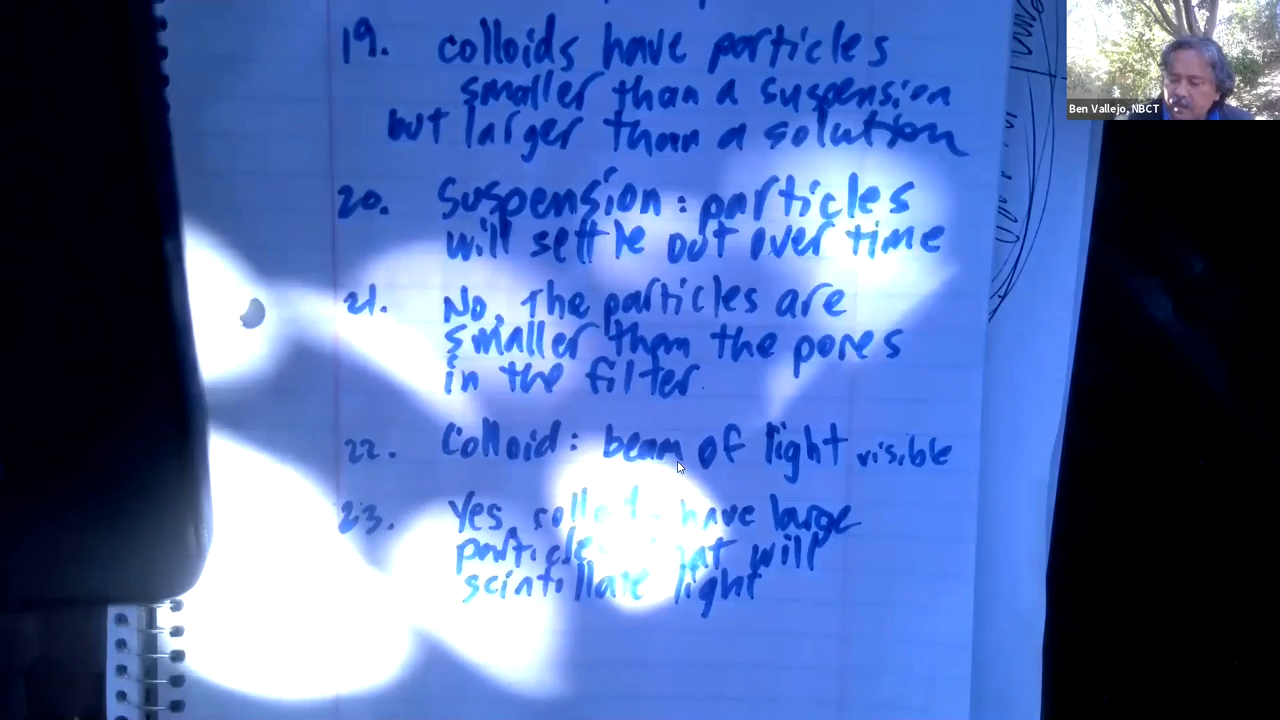 19. colloids have particles
smaller than a suspension
but larger than a solution
20. Suspension: particles
will settle out over time
21. No, the particles are
smaller than the pores
in the filter.
22. Colloid: beam of light visible
23. Yes, have large
will
scintillate light
Ben Vallejo, NBCT